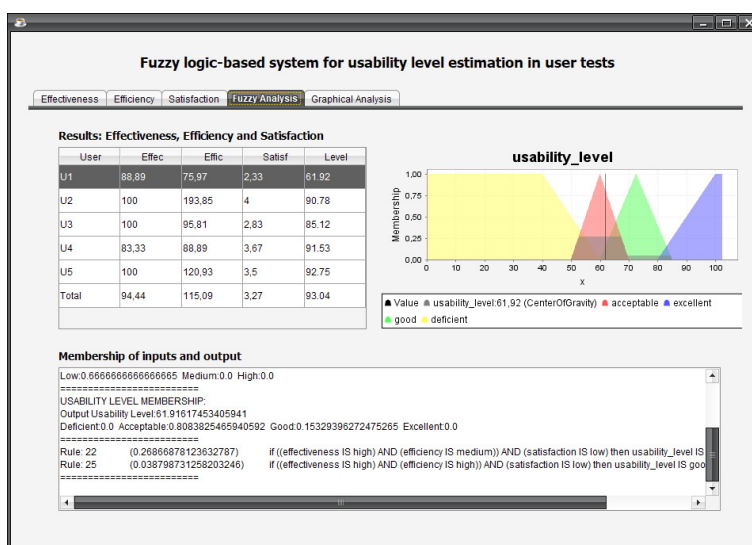 Fuzzy logic-based system for usability level estimation in user tests
Effectiveness Efficiency Satisfaction Fuzzy Analysis Graphical Analysis
Results: Effectiveness, Efficiency and Satisfaction
User Effec Effic Satisf Level
U1 88,89 75,97 2,33 61.92
U2 100 193,85 4 90.78
U3 100 95,81 2,83 85.12
U4 83,33 88,89 3,67 91.53
U5 100 120,93 3,5 92.75
Total 94,44 115,09 3,27 93.04
usability_level
Membership
1,00
0,75
0,50
0,25
0,00
0 10 20 30 40 50 60 70 80 90 100
x
Value usability_level:61,92 (CenterOfGravity) acceptable excellent
good deficient
Membership of inputs and output
Low:0.6666666666666665 Medium:0.0 High:0.0
=========================
USABILITY LEVEL MEMBERSHIP:
Output Usability Level:61.91617453405941
Deficient:0.0 Acceptable:0.8083825465940592 Good:0.15329396272475265 Excellent:0.0
=========================
Rule: 22 (0.26866878123632787) if ((effectiveness IS high) AND (efficiency IS medium)) AND (satisfaction IS low) then usability_level IS
Rule: 25 (0.038798731258203246) if ((effectiveness IS high) AND (efficiency IS high)) AND (satisfaction IS low) then usability_level IS goo
=========================